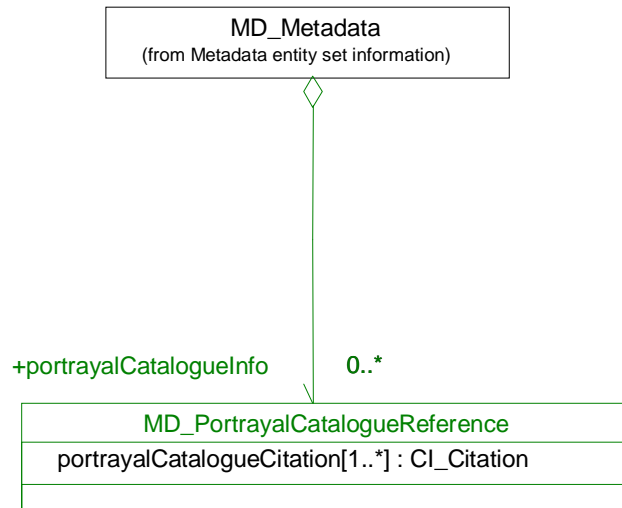 MD_Metadata
(from Metadata entity set information)
+portrayalCatalogueInfo 0..*
MD_PortrayalCatalogueReference
portrayalCatalogueCitation[1..*] : CI_Citation